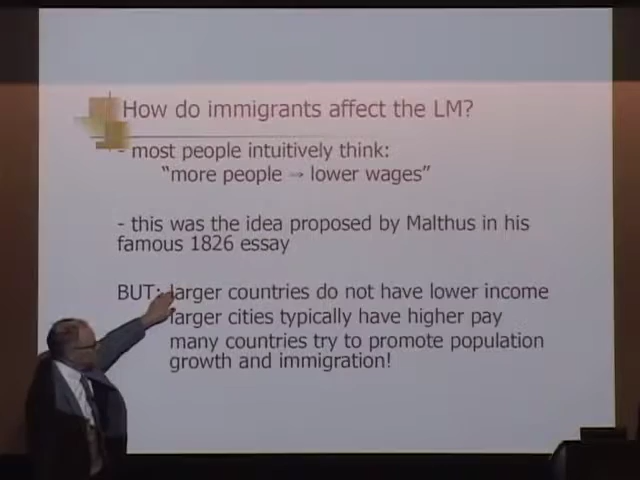 How do immigrants affect the LM?
- most people intuitively think:
"more people → lower wages"
- this was the idea proposed by Malthus in his
famous 1826 essay
BUT: larger countries do not have lower income
larger cities typically have higher pay
many countries try to promote population
growth and immigration!